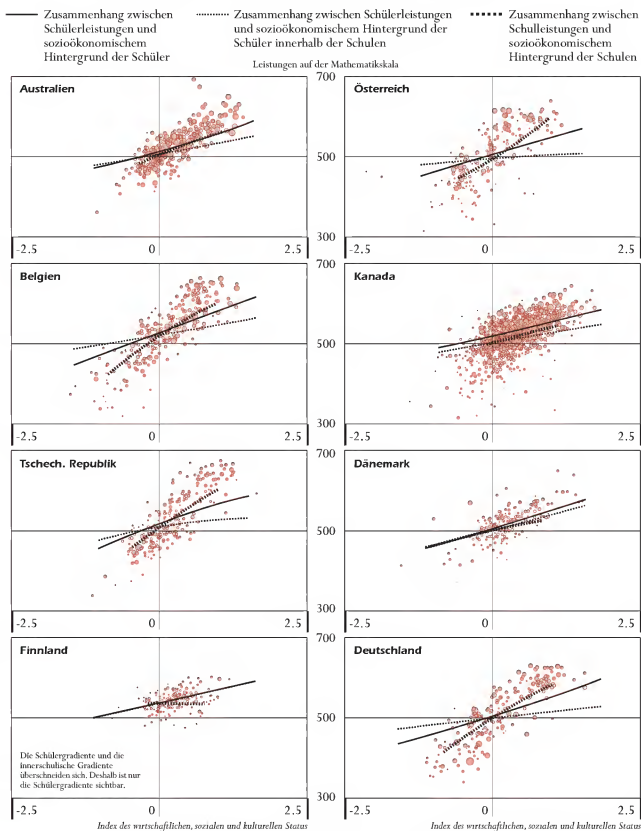 Zusammenhang zwischen
Schülerleistungen und
sozioökonomischem
Hintergrund der Schüler
Zusammenhang zwischen Schülerleistungen
und sozioökonomischem Hintergrund der
Schüler innerhalb der Schulen
Zusammenhang zwischen
Schulleistungen und
sozioökonomischem
Hintergrund der Schulen
Leistungen auf der Mathematikskala
700
Australien
Österreich
500
300
-2.5 0 2.5
-2.5 0 2.5
700
Belgien
Kanada
500
300
-2.5 0 2.5
-2.5 0 2.5
700
Tschech. Republik
Dänemark
500
300
-2.5 0 2.5
-2.5 0 2.5
700
Finnland
Deutschland
500
Die Schülergradiente und die
innerschulische Gradiente
überschneiden sich. Deshalb ist nur
die Schülergradiente sichtbar.
300
-2.5 0 2.5
-2.5 0 2.5
Index des wirtschaftlichen, sozialen und kulturellen Status
Index des wirtschaftlichen, sozialen und kulturellen Status